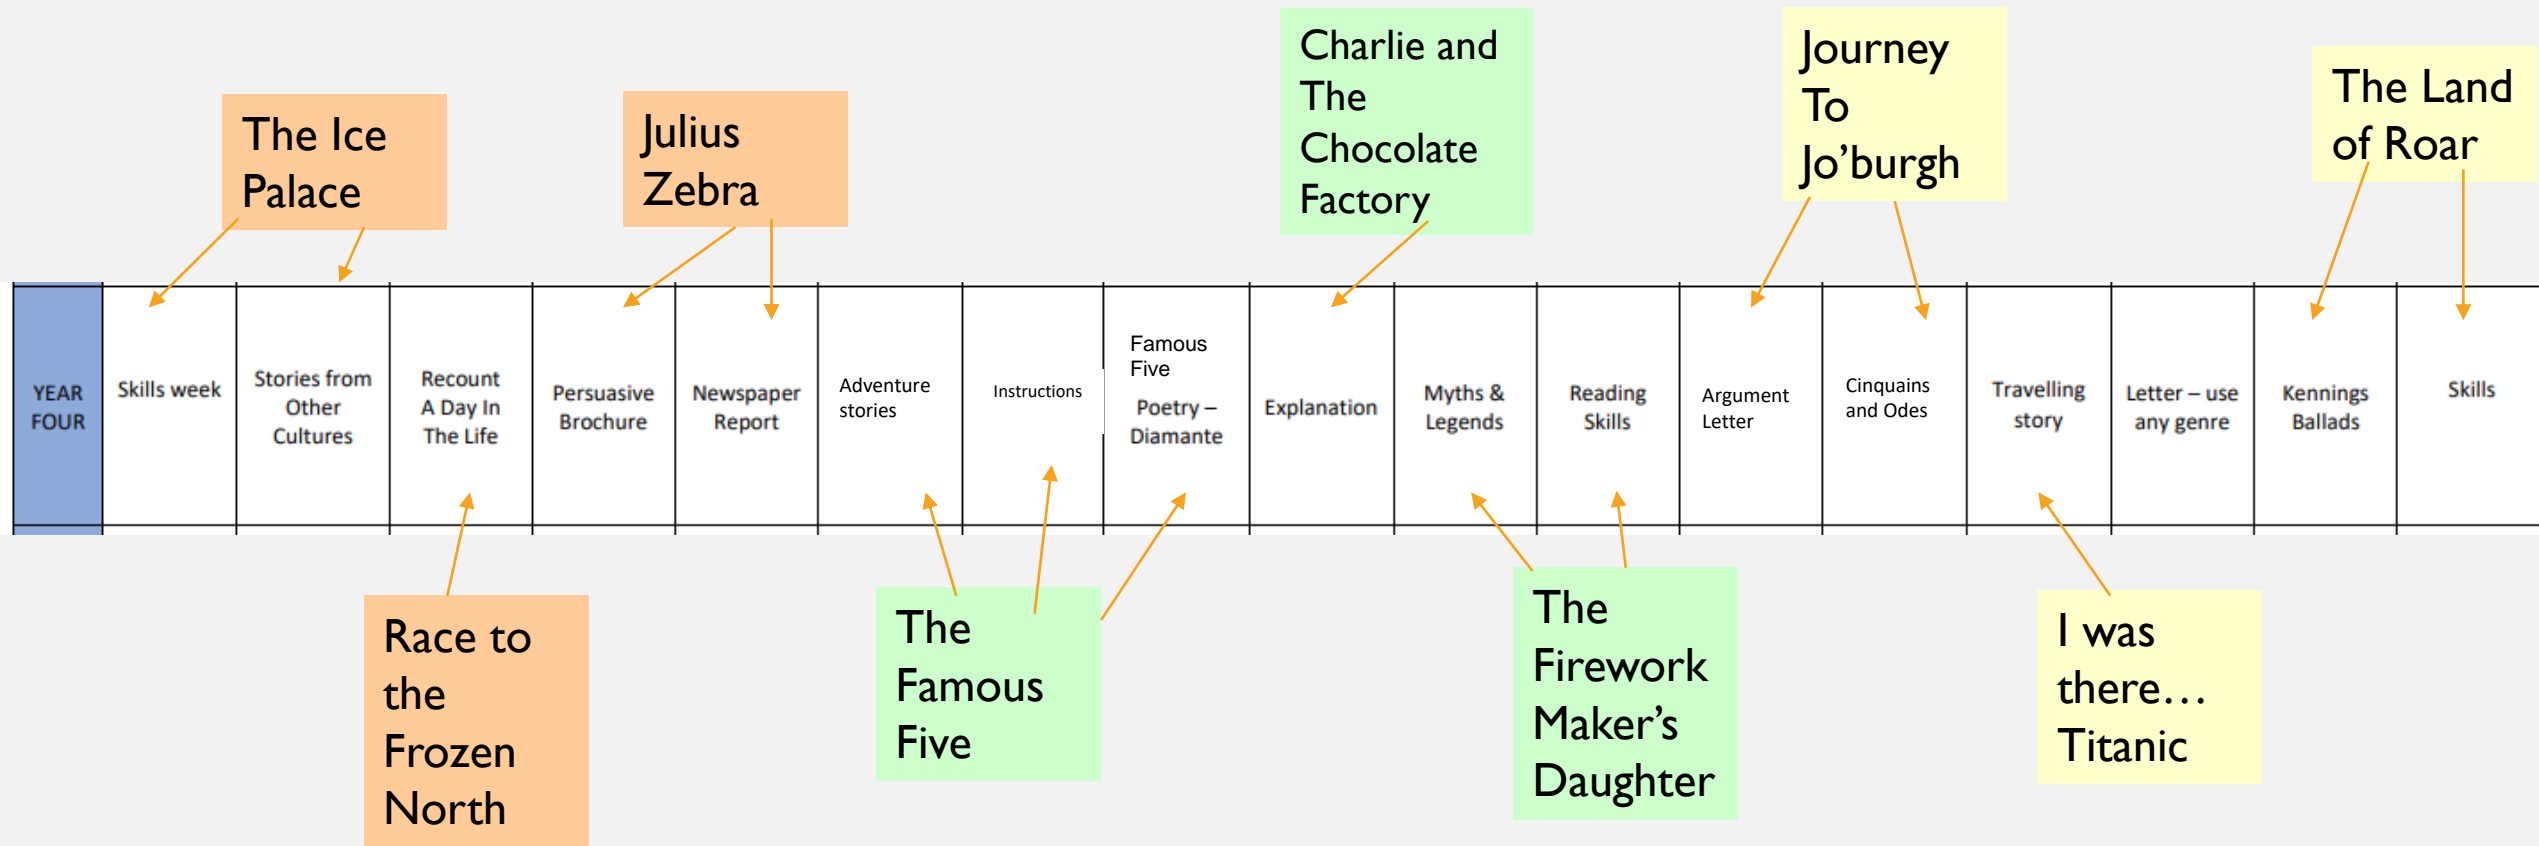 The Ice
Palace
Julius
Zebra
Charlie and
The
Chocolate
Factory
Journey
To
Jo’burgh
The Land
of Roar
YEAR
FOUR
Skills week
Stories from
Other
Cultures
Recount
A Day In
The Life
Persuasive
Brochure
Newspaper
Report
Adventure
stories
Instructions
Famous
Five
Poetry –
Diamante
Explanation
Myths &
Legends
Reading
Skills
Argument
Letter
Cinquains
and Odes
Travelling
story
Letter – use
any genre
Kennings
Ballads
Skills
Race to
the
Frozen
North
The
Famous
Five
The
Firework
Maker’s
Daughter
I was
there…
Titanic